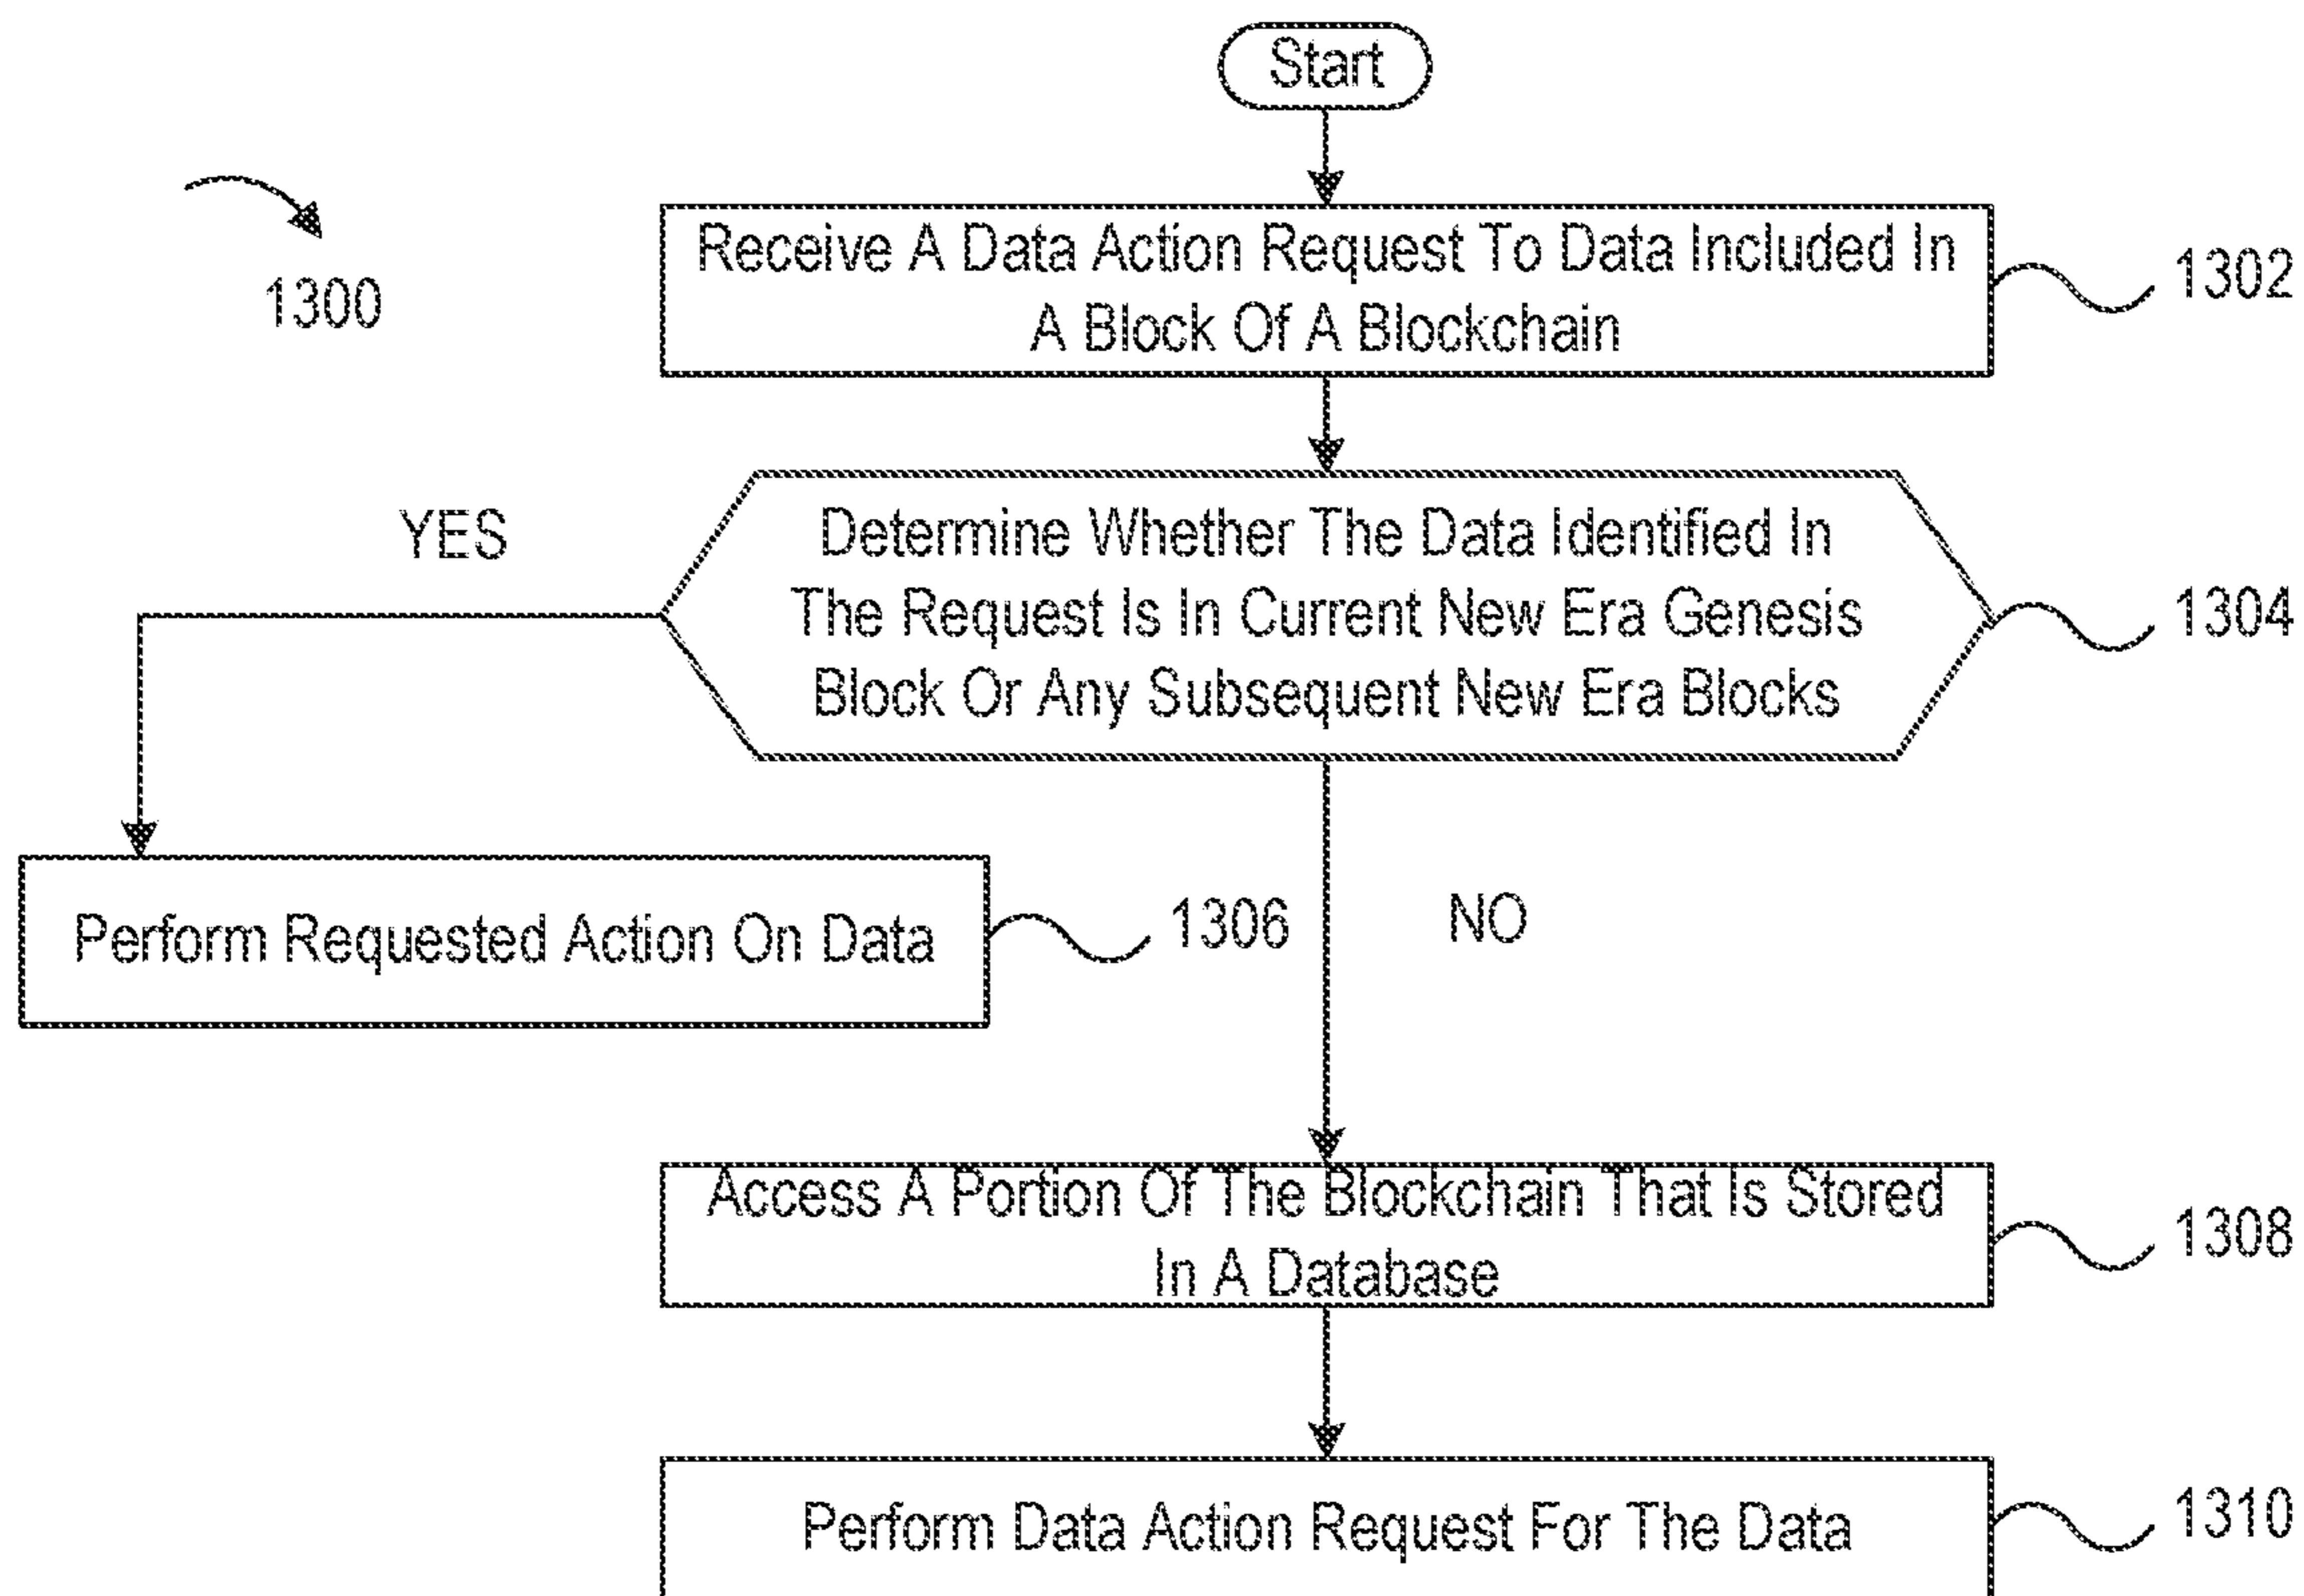 Start
1300
Receive A Data Action Request To Data Included In
A Block Of A Blockchain
1302
YES
Determine Whether The Data Identified In
The Request Is In Current New Era Genesis
Block Or Any Subsequent New Era Blocks
1304
Perform Requested Action On Data
1306
NO
Access A Portion Of The Blockchain That Is Stored
In A Database
1308
Perform Data Action Request For The Data
1310